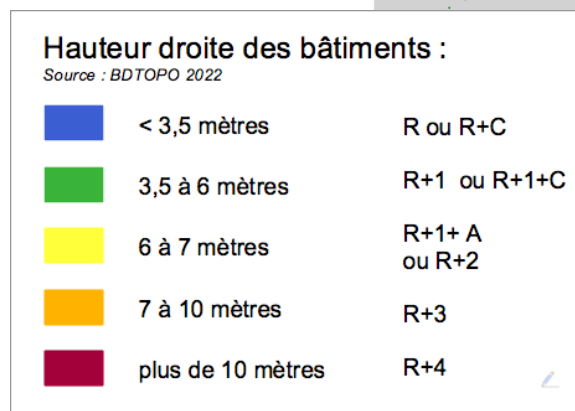 Hauteur droite des bâtiments :
Source : BDTOPO 2022
< 3,5 mètres R ou R+C
3,5 à 6 mètres R+1 ou R+1+C
6 à 7 mètres R+1+ A
ou R+2
7 à 10 mètres R+3
plus de 10 mètres R+4